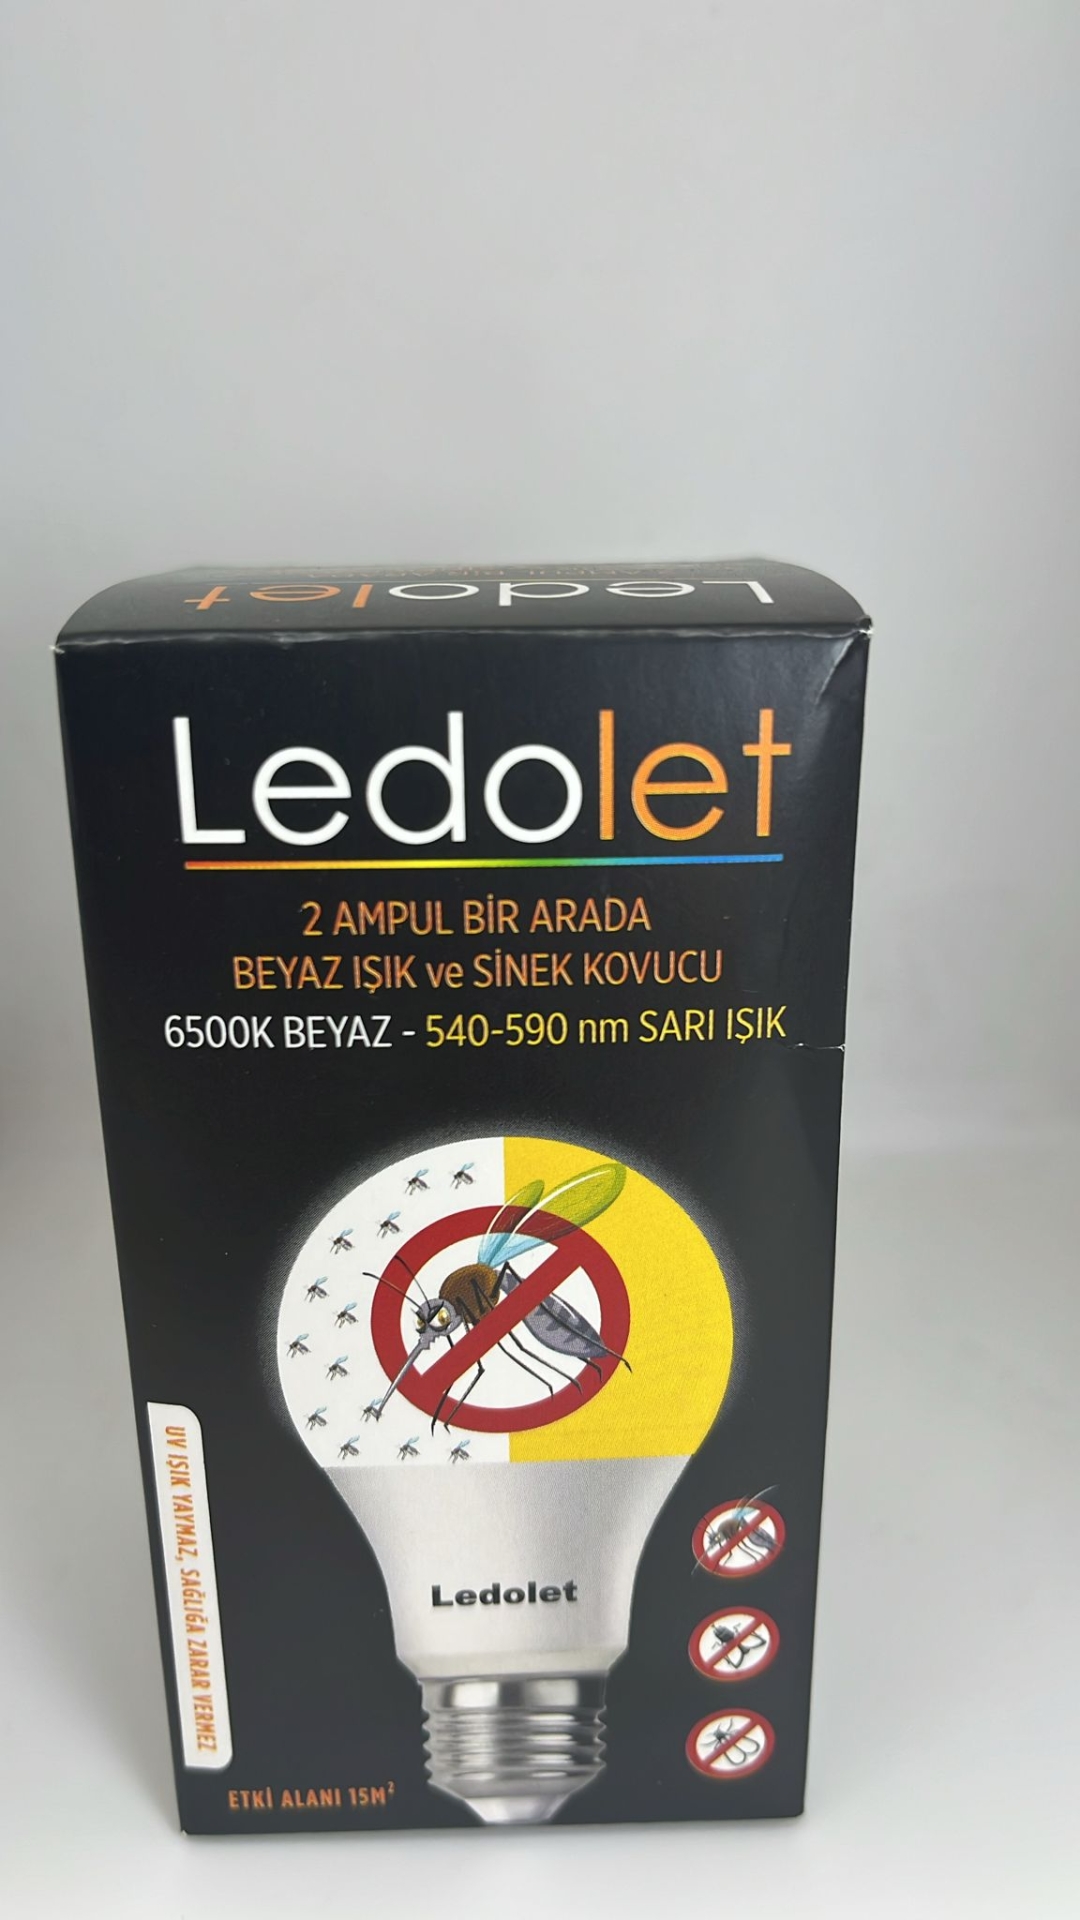 Ledolet
Ledolet
2 AMPUL BİR ARADA
BEYAZ IŞIK ve SİNEK KOVUCU
6500K BEYAZ - 540-590 nm SARI IŞIK
Ledolet
UV IŞIK YAYMAZ, SAĞLIĞA ZARAR VERMEZ
ETKİ ALANI 15M²